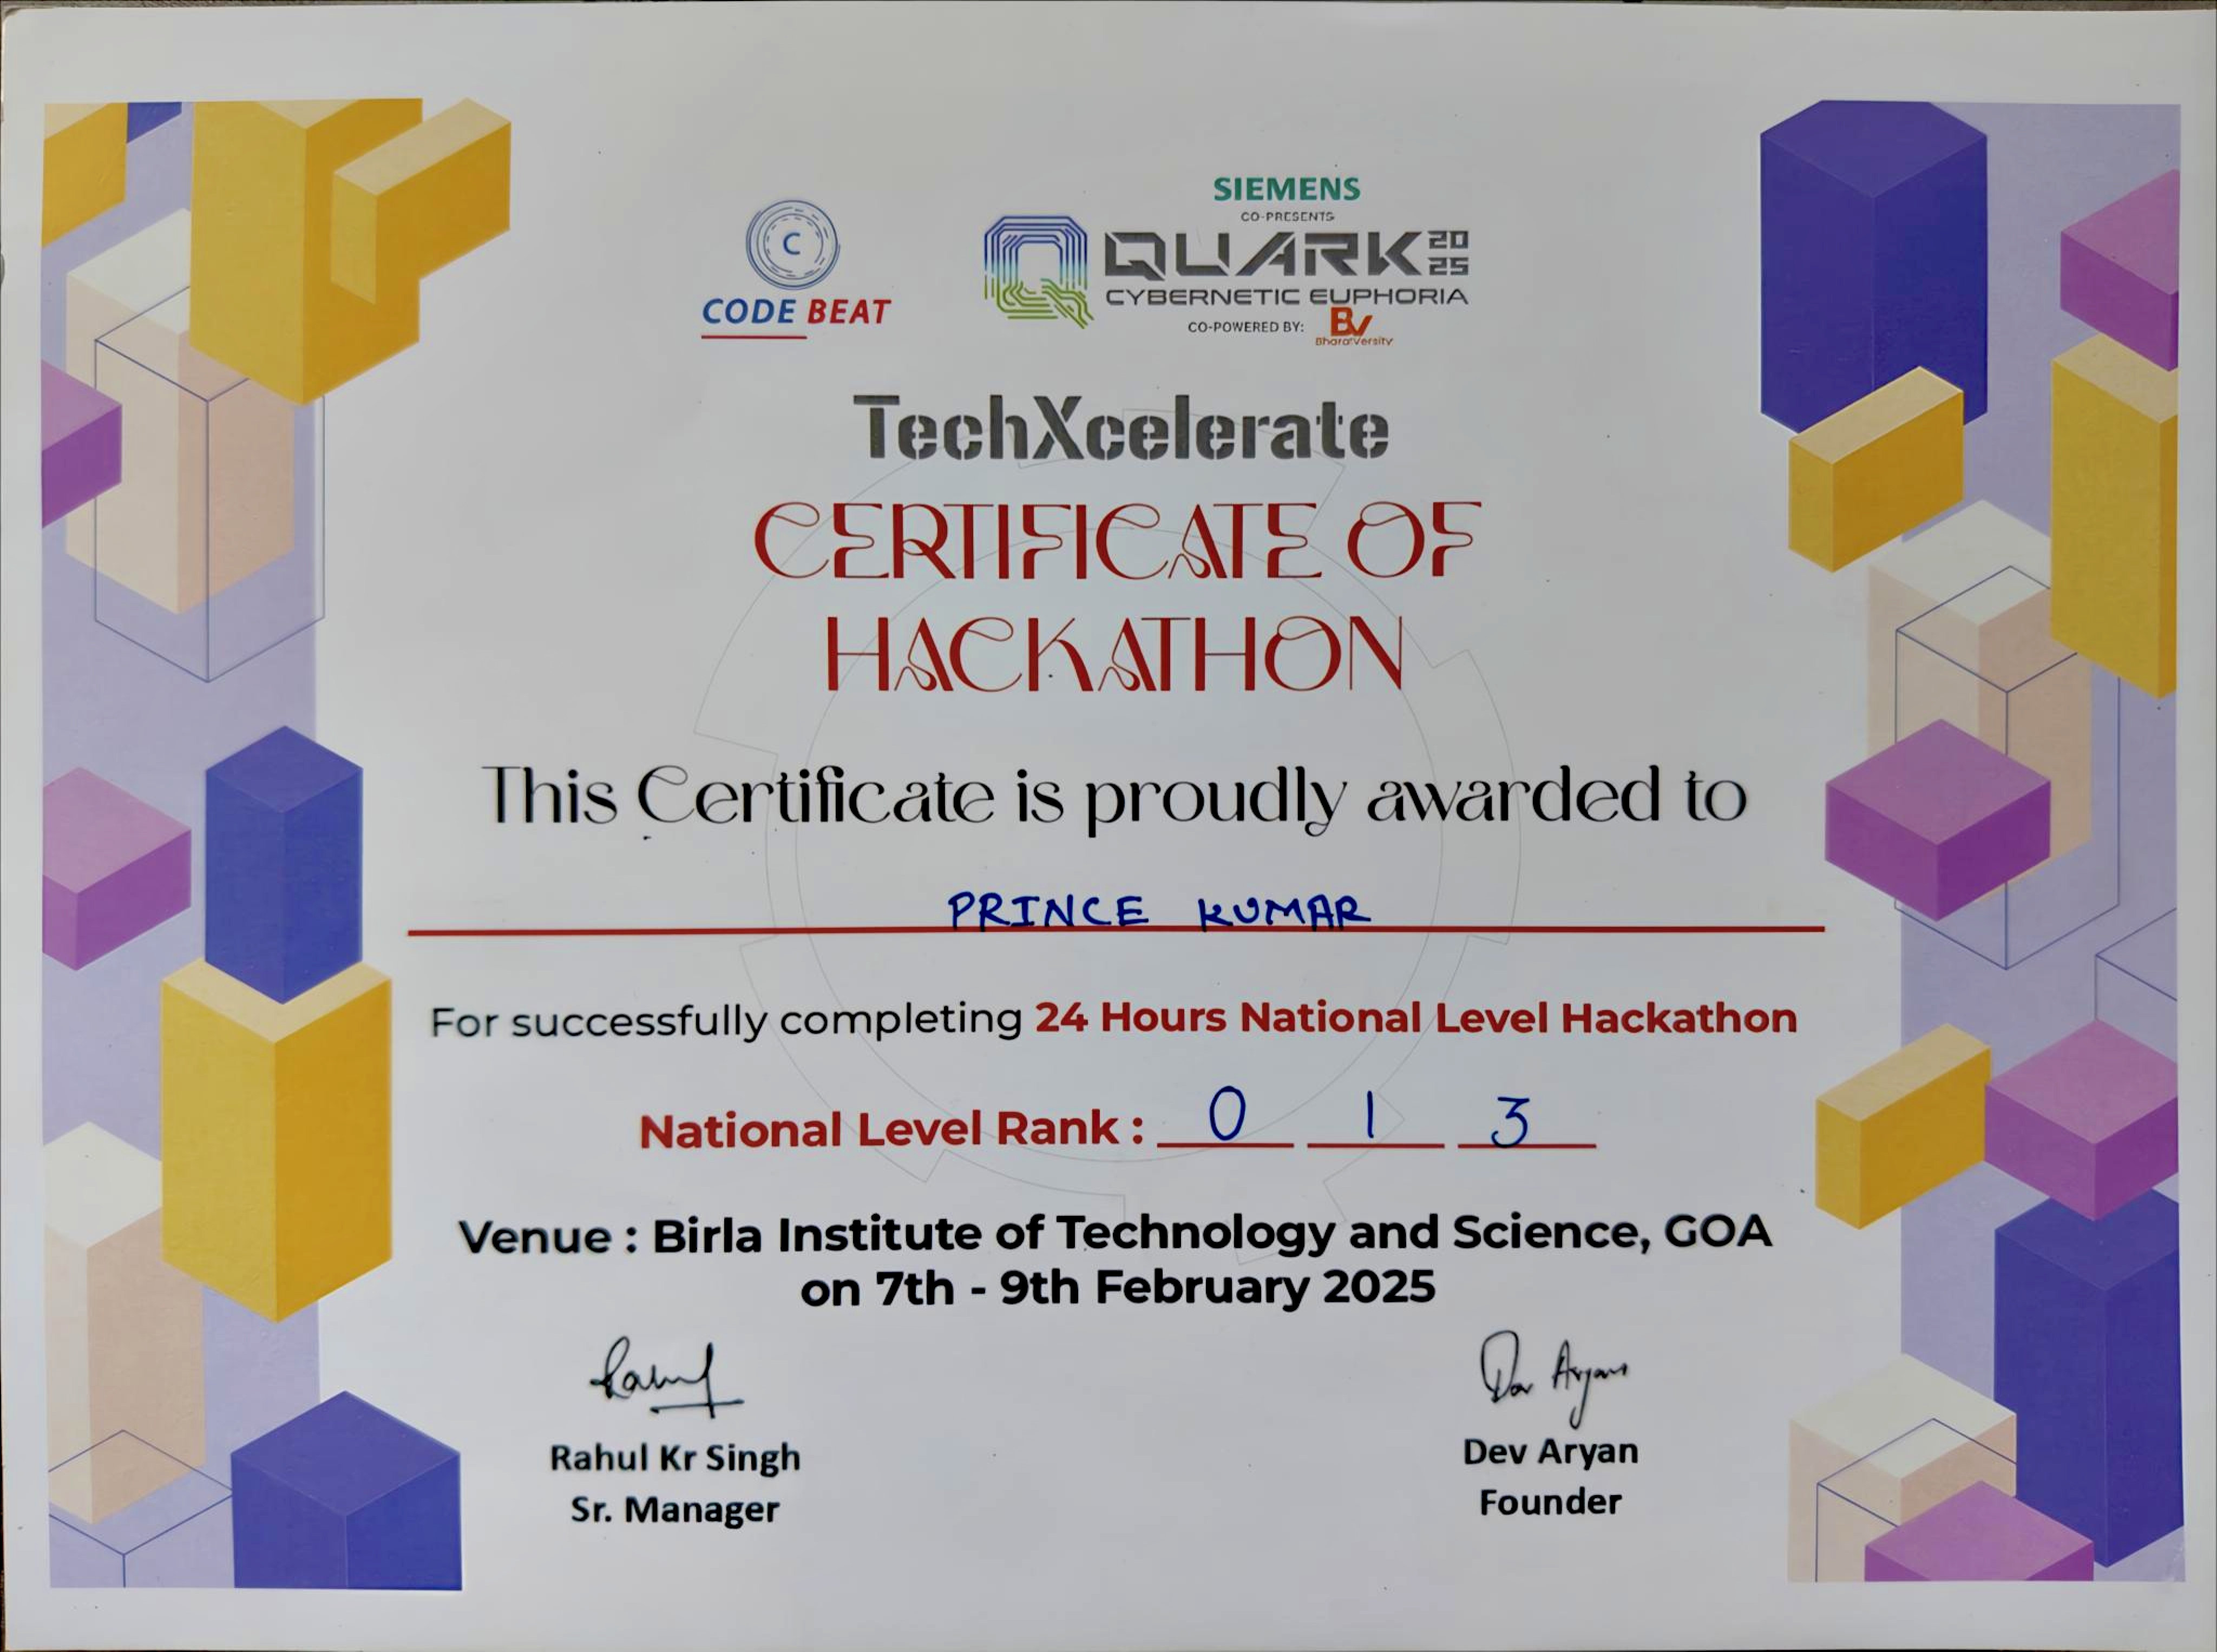 C
CODE BEAT
SIEMENS
CO-PRESENTS
QUARK 2025
CYBERNETIC EUPHORIA
CO-POWERED BY: BV
BharatVersity
TechXcelerate
CERTIFICATE OF
HACKATHON
This Certificate is proudly awarded to
PRINCE KUMAR
For successfully completing 24 Hours National Level Hackathon
National Level Rank : 0 1 3
Venue : Birla Institute of Technology and Science, GOA
on 7th - 9th February 2025
Rahul
Dev Aryan
Rahul Kr Singh
Dev Aryan
Sr. Manager
Founder